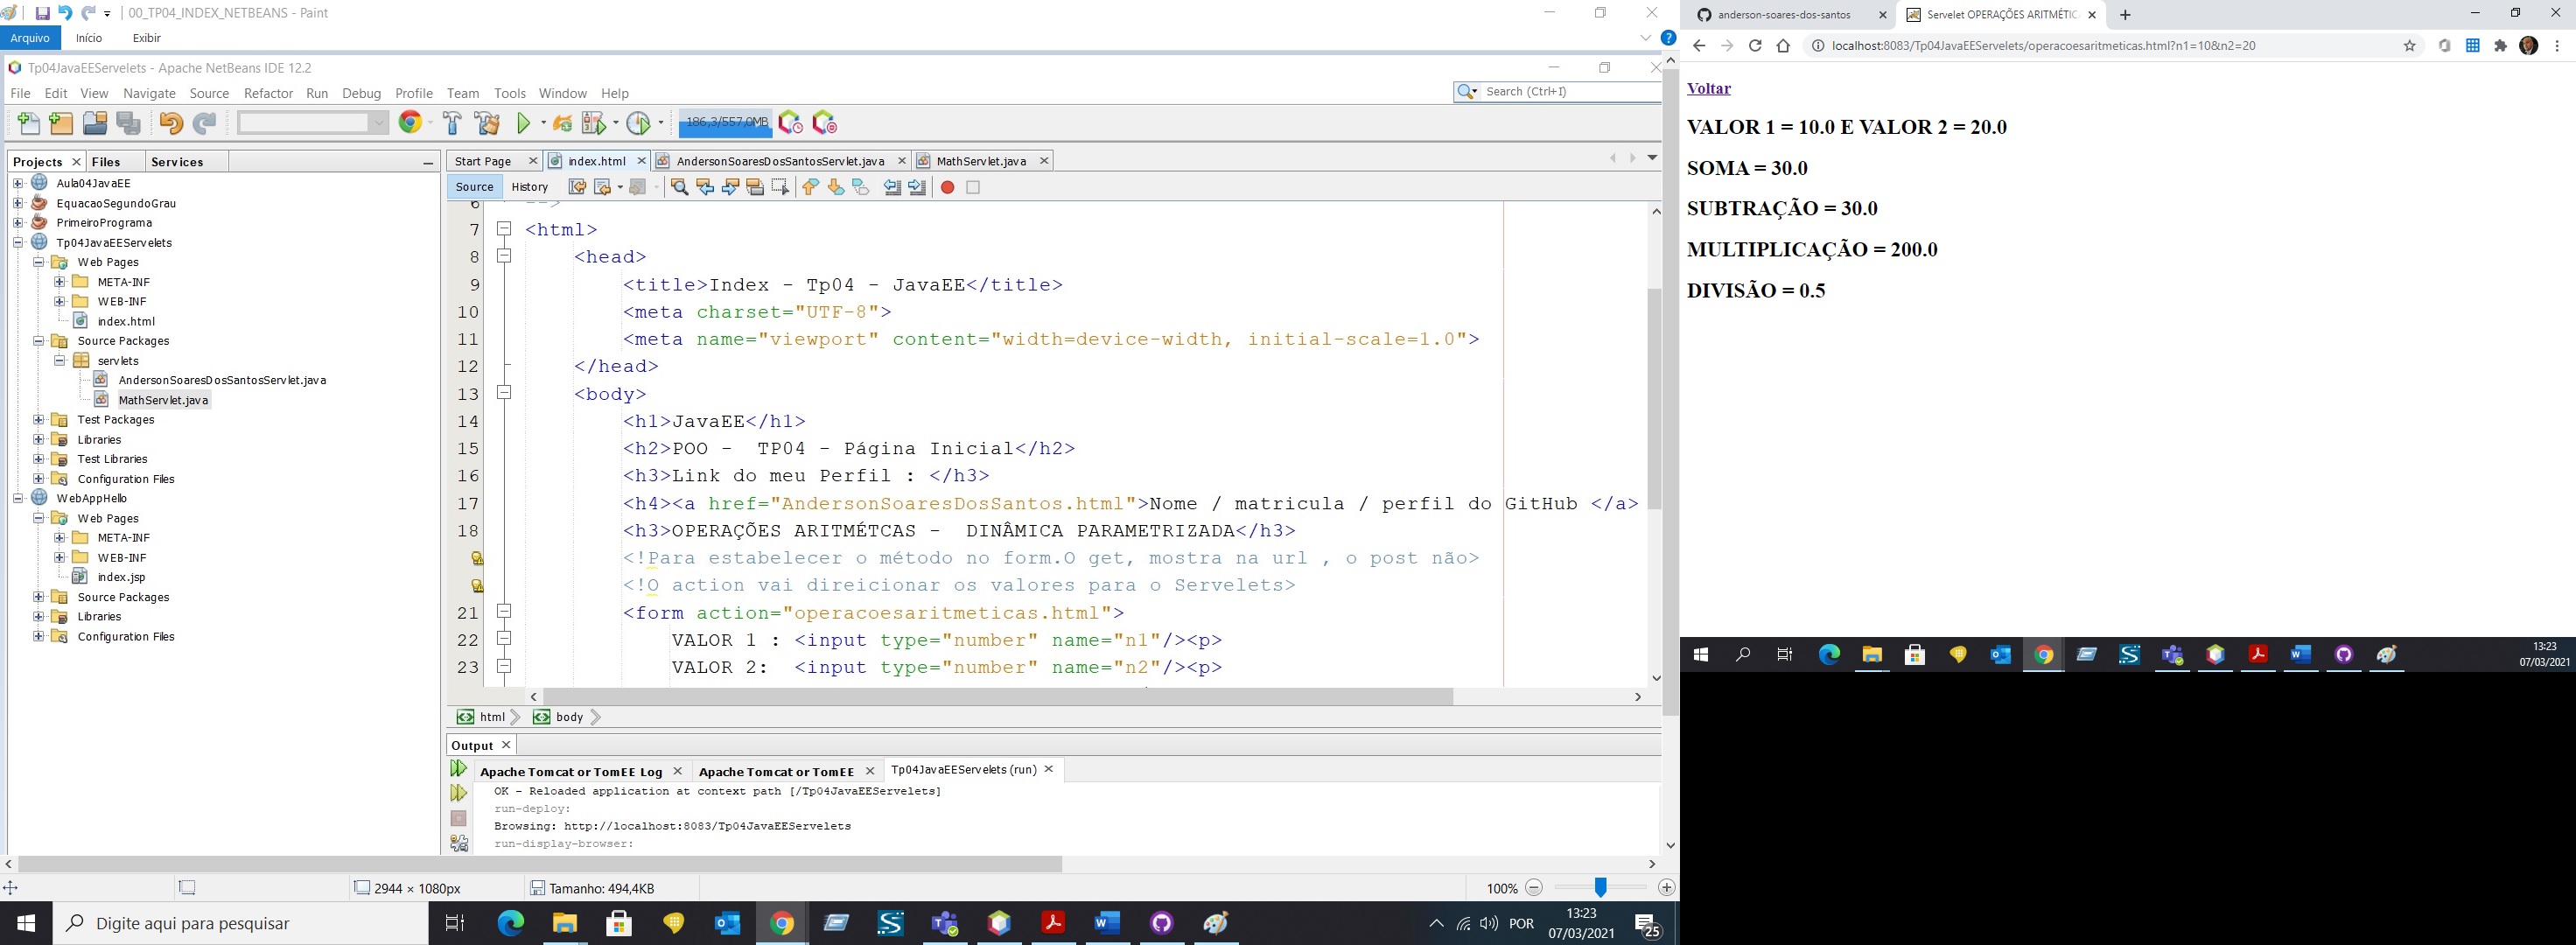 00_TP04_INDEX_NETBEANS - Paint
Arquivo Início Exibir
Tp04JavaEEServelets - Apache NetBeans IDE 12.2
File Edit View Navigate Source Refactor Run Debug Profile Team Tools Window Help
Search (Ctrl+I)
186,3/557,0MB
Projects Files Services
Aula04JavaEE
EquacaoSegundoGrau
PrimeiroPrograma
Tp04JavaEEServelets
Web Pages
META-INF
WEB-INF
index.html
Source Packages
servlets
AndersonSoaresDosSantosServlet.java
MathServlet.java
Test Packages
Libraries
Test Libraries
Configuration Files
WebAppHello
Web Pages
META-INF
WEB-INF
index.jsp
Source Packages
Libraries
Configuration Files
Start Page index.html AndersonSoaresDosSantosServlet.java MathServlet.java
Source History
6 -->
7 <html>
8 <head>
9 <title>Index - Tp04 - JavaEE</title>
10 <meta charset="UTF-8">
11 <meta name="viewport" content="width=device-width, initial-scale=1.0">
12 </head>
13 <body>
14 <h1>JavaEE</h1>
15 <h2>POO -  TP04 - Página Inicial</h2>
16 <h3>Link do meu Perfil : </h3>
17 <h4><a href="AndersonSoaresDosSantos.html">Nome / matricula / perfil do GitHub </a>
18 <h3>OPERAÇÕES ARITMÉTCAS -  DINÂMICA PARAMETRIZADA</h3>
<!Para estabelecer o método no form.O get, mostra na url , o post não>
<!O action vai direicionar os valores para o Servelets>
21 <form action="operacoesaritmeticas.html">
22 VALOR 1 : <input type="number" name="n1"/><p>
23 VALOR 2:  <input type="number" name="n2"/><p>
html body
Output
Apache Tomcat or TomEE Log Apache Tomcat or TomEE Tp04JavaEEServelets (run)
OK - Reloaded application at context path [/Tp04JavaEEServelets]
run-deploy:
Browsing: http://localhost:8083/Tp04JavaEEServelets
run-display-browser:
2944 × 1080px Tamanho: 494,4KB 100%
Digite aqui para pesquisar
POR
13:23
07/03/2021
25
anderson-soares-dos-santos Servelet OPERAÇÕES ARITMÉTIC
localhost:8083/Tp04JavaEEServelets/operacoesaritmeticas.html?n1=10&n2=20
Voltar
VALOR 1 = 10.0 E VALOR 2 = 20.0
SOMA = 30.0
SUBTRAÇÃO = 30.0
MULTIPLICAÇÃO = 200.0
DIVISÃO = 0.5
13:23
07/03/2021